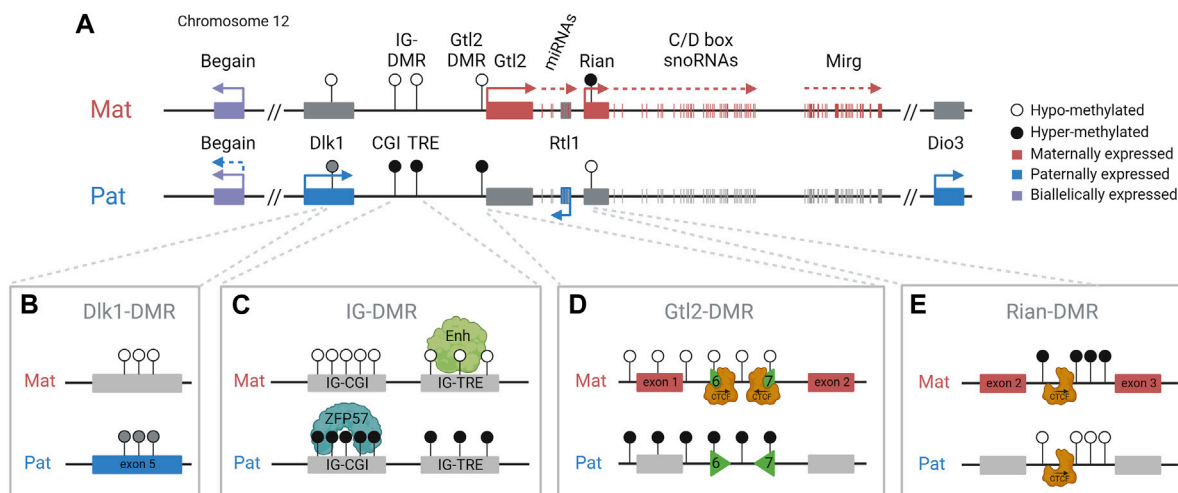 A
Chromosome 12
Begain
IG-
DMR
Gtl2
DMR
Gtl2
miRNAs
Rian
C/D box
snoRNAs
Mirg
Mat
//
//
Hypo-methylated
Hyper-methylated
Maternally expressed
Paternally expressed
Biallelically expressed
Begain
Dlk1
CGI TRE
Rtl1
Dio3
Pat
//
//
B
Dlk1-DMR
Mat
Pat
exon 5
C
IG-DMR
Enh
Mat
IG-CGI
IG-TRE
ZFP57
Pat
IG-CGI
IG-TRE
D
Gtl2-DMR
Mat
exon 1
6
CTCF
7
CTCF
exon 2
Pat
6
7
E
Rian-DMR
Mat
exon 2
CTCF
exon 3
Pat
CTCF